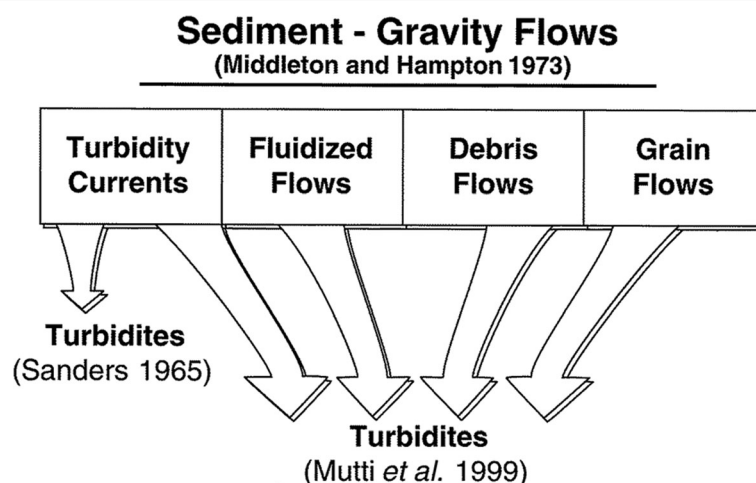 Sediment - Gravity Flows
(Middleton and Hampton 1973)
Turbidity
Currents
Fluidized
Flows
Debris
Flows
Grain
Flows
Turbidites
(Sanders 1965)
Turbidites
(Mutti et al. 1999)